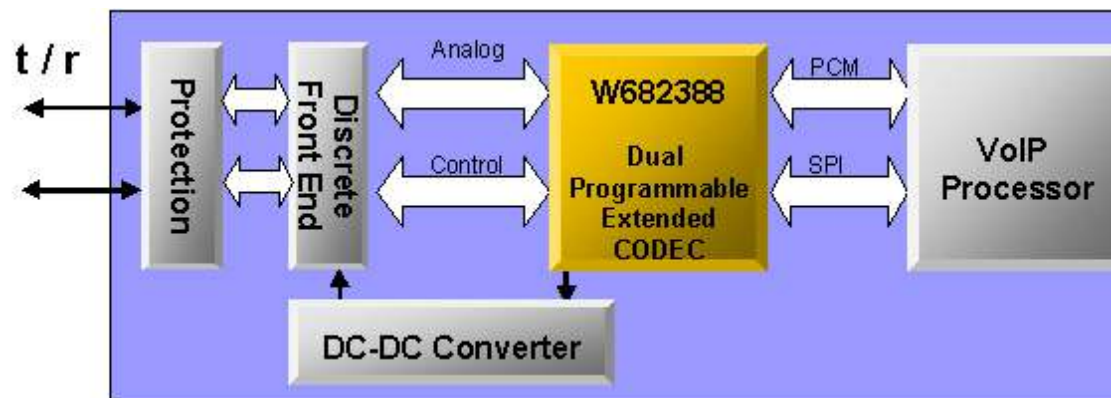 t / r
Protection
Discrete
Front End
Analog
Control
W682388
Dual
Programmable
Extended
CODEC
PCM
SPI
VoIP
Processor
DC-DC Converter